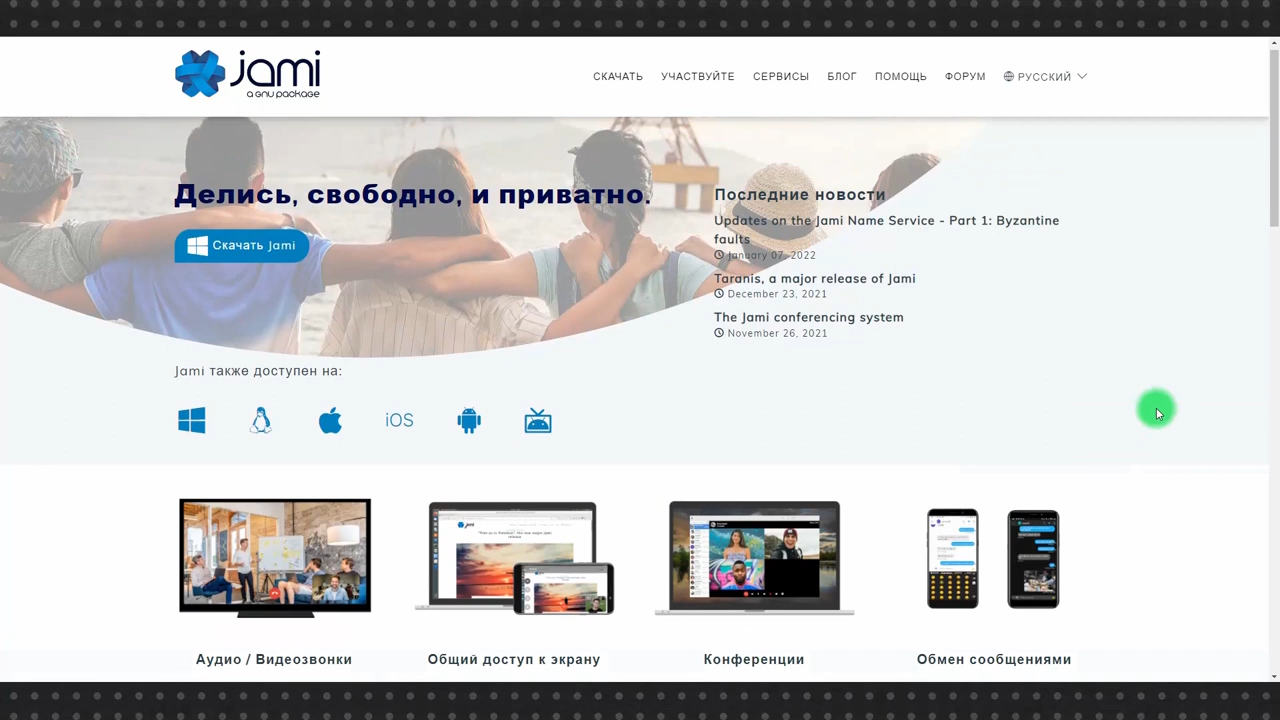 jami
a GNU package
СКАЧАТЬ УЧАСТВУЙТЕ СЕРВИСЫ БЛОГ ПОМОЩЬ ФОРУМ РУССКИЙ
Делись, свободно, и приватно.
Скачать Jami
Последние новости
Updates on the Jami Name Service - Part 1: Byzantine
faults
January 07, 2022
Taranis, a major release of Jami
December 23, 2021
The Jami conferencing system
November 26, 2021
Jami также доступен на:
iOS
Аудио / Видеозвонки
Общий доступ к экрану
Конференции
Обмен сообщениями